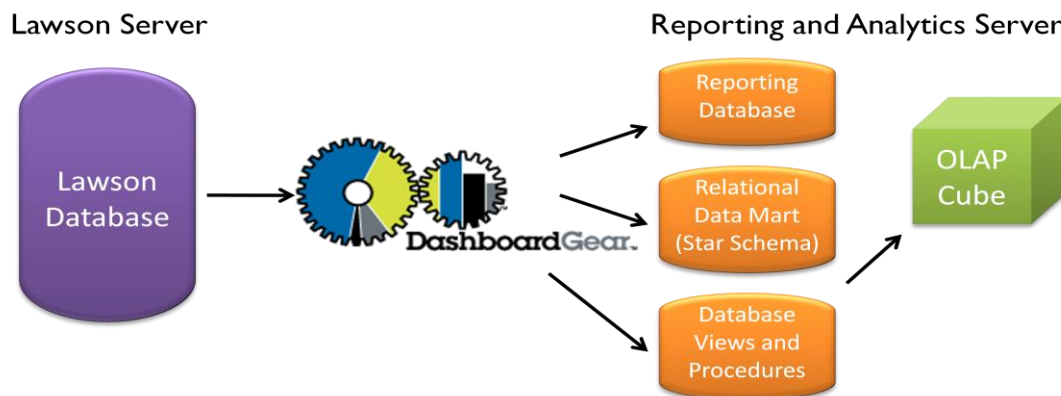 Lawson Server
Reporting and Analytics Server
Lawson
Database
DashboardGear™
Reporting
Database
Relational
Data Mart
(Star Schema)
Database
Views and
Procedures
OLAP
Cube